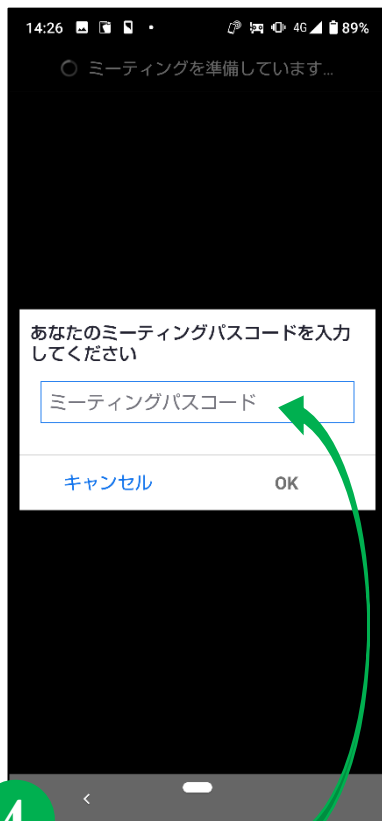 14:26 4G 89%
ミーティングを準備しています...
あなたのミーティングパスコードを入力
してください
ミーティングパスコード
キャンセル OK
4